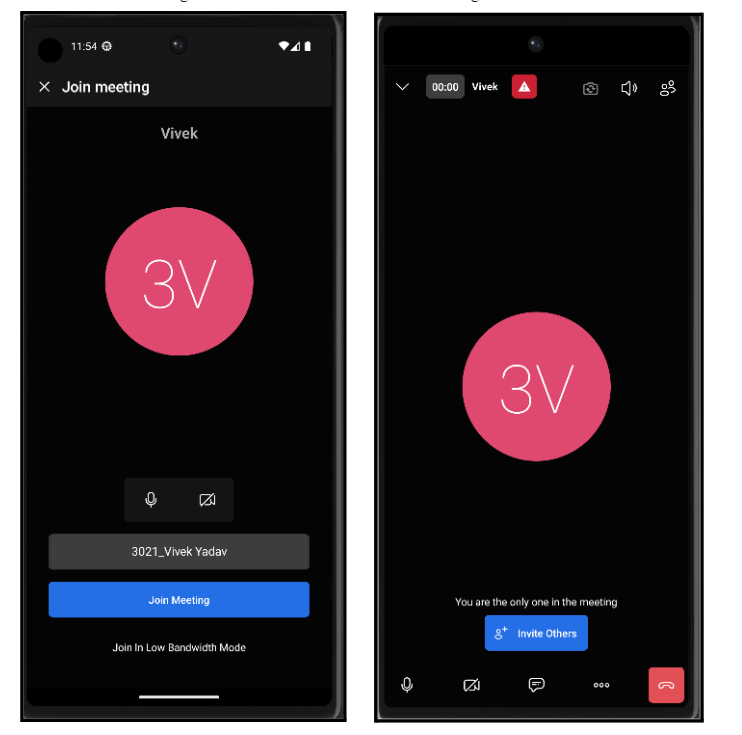 11:54
Join meeting
Vivek
3V
3021_Vivek Yadav
Join Meeting
Join In Low Bandwidth Mode
00:00 Vivek
3V
You are the only one in the meeting
Invite Others